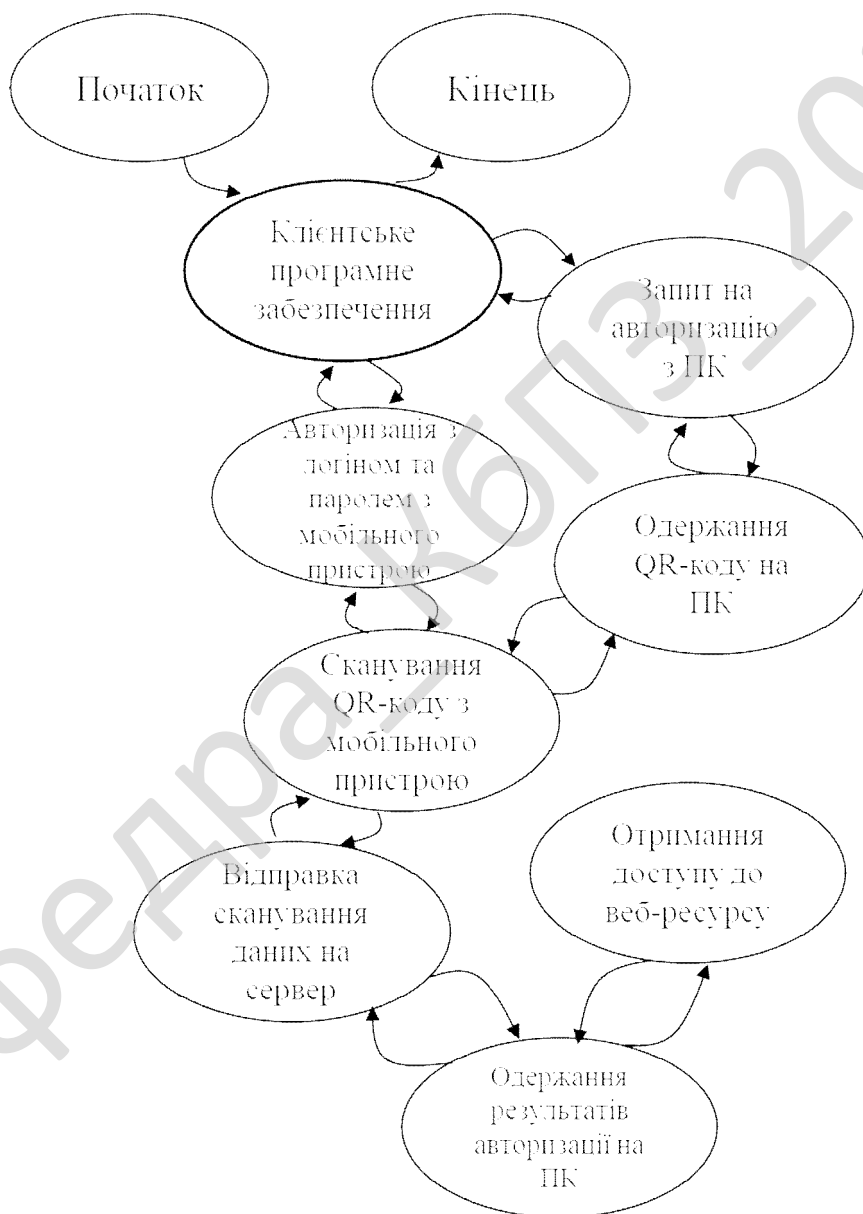 Початок
Кінець
Клієнтське
програмне
забезпечення
Запит на
авторизацію
з ПК
Авторизація з
логіном та
паролем з
мобільного
пристрою
Одержання
QR-коду на
ПК
Сканування
QR-коду з
мобільного
пристрою
Відправка
сканування
даних на
сервер
Отримання
доступу до
веб-ресурсу
Одержання
результатів
авторизації на
ПК
федра_КбПЗ_20